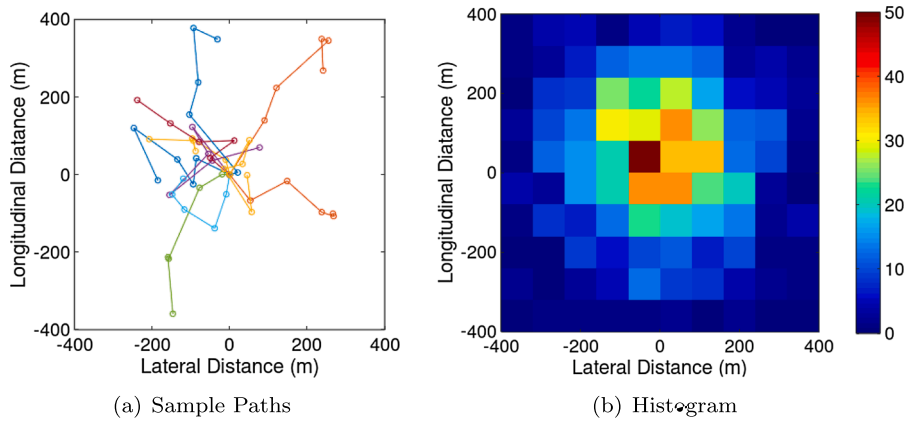 400
200
0
-200
-400
Longitudinal Diatance (m)
-400 -200 0 200 400
Lateral Distance (m)
(a) Sample Paths
400
200
0
-200
-400
Longitudinal Diatance (m)
-400 -200 0 200 400
Lateral Distance (m)
50
40
30
20
10
0
(b) Histogram